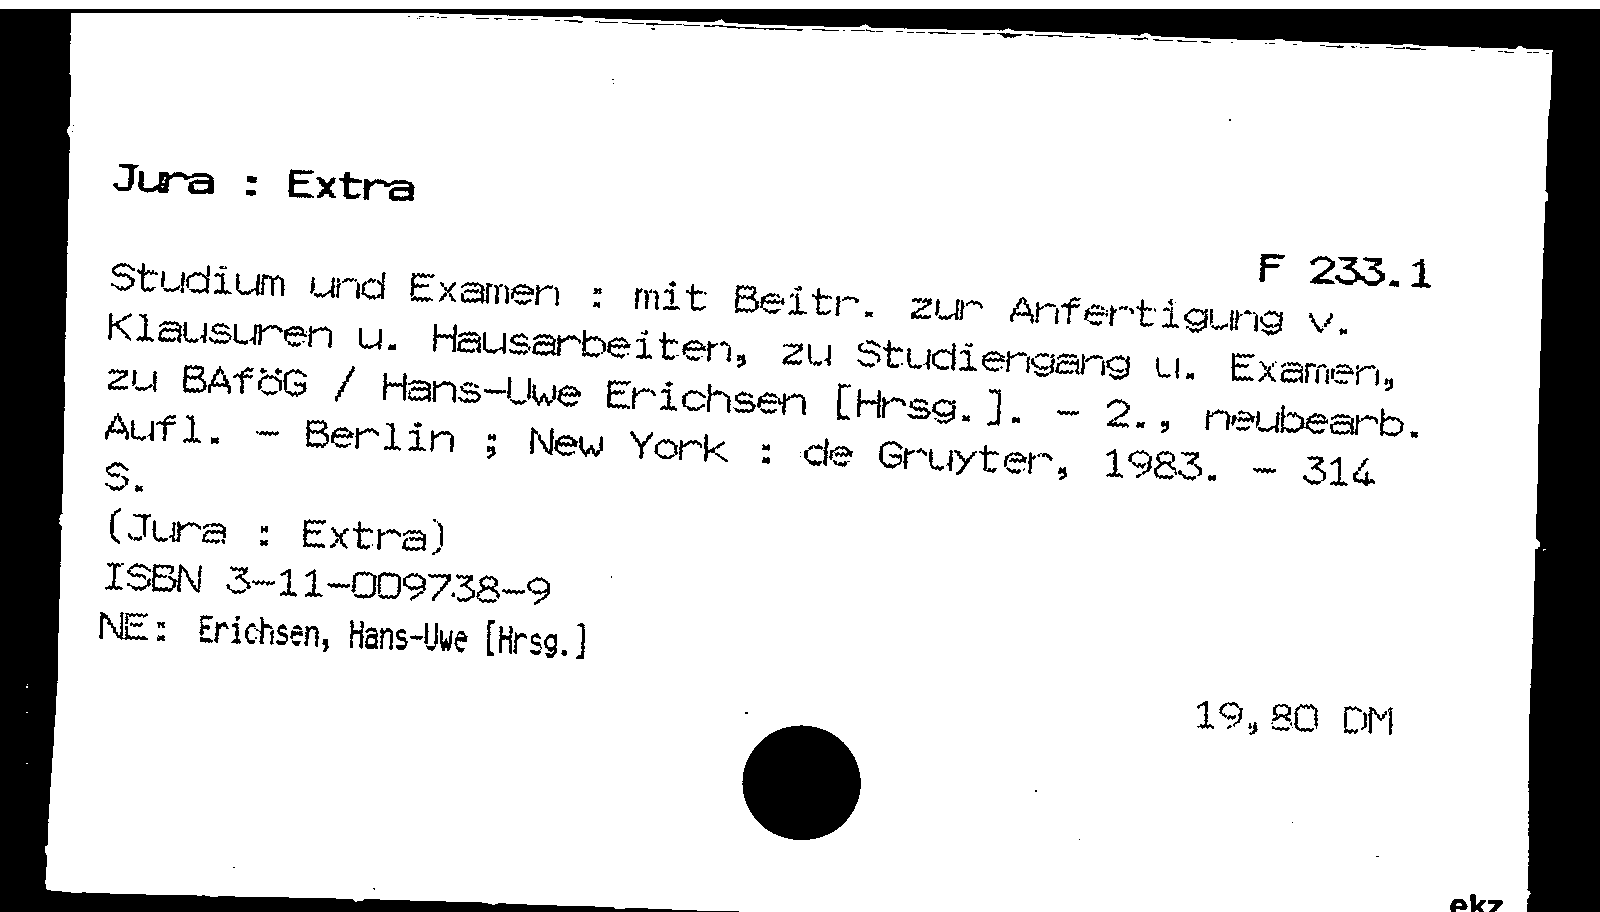 Jura : Extra
F 233.1
Studium und Examen : mit Beitr. zur Anfertigung v.
Klausuren u. Hausarbeiten, zu Studiengang u. Examen,
zu BAföG / Hans-Uwe Erichsen [Hrsg.]. - 2., neubearb.
Aufl. - Berlin ; New York : de Gruyter, 1983. - 314
S.
(Jura : Extra)
ISBN 3-11-009738-9
NE: Erichsen, Hans-Uwe [Hrsg.]
19,80 DM
ekz